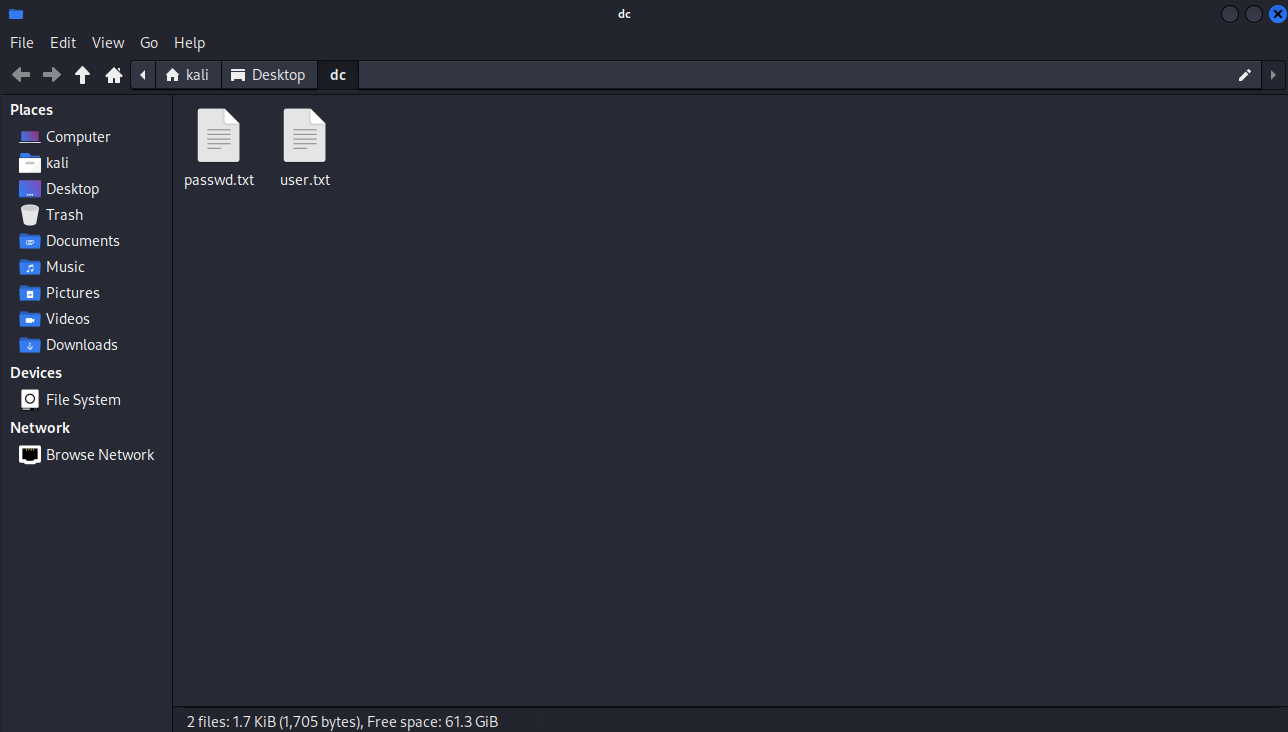 dc
File Edit View Go Help
kali Desktop dc
Places
Computer
kali
Desktop
Trash
Documents
Music
Pictures
Videos
Downloads
Devices
File System
Network
Browse Network
passwd.txt user.txt
2 files: 1.7 KiB (1,705 bytes), Free space: 61.3 GiB